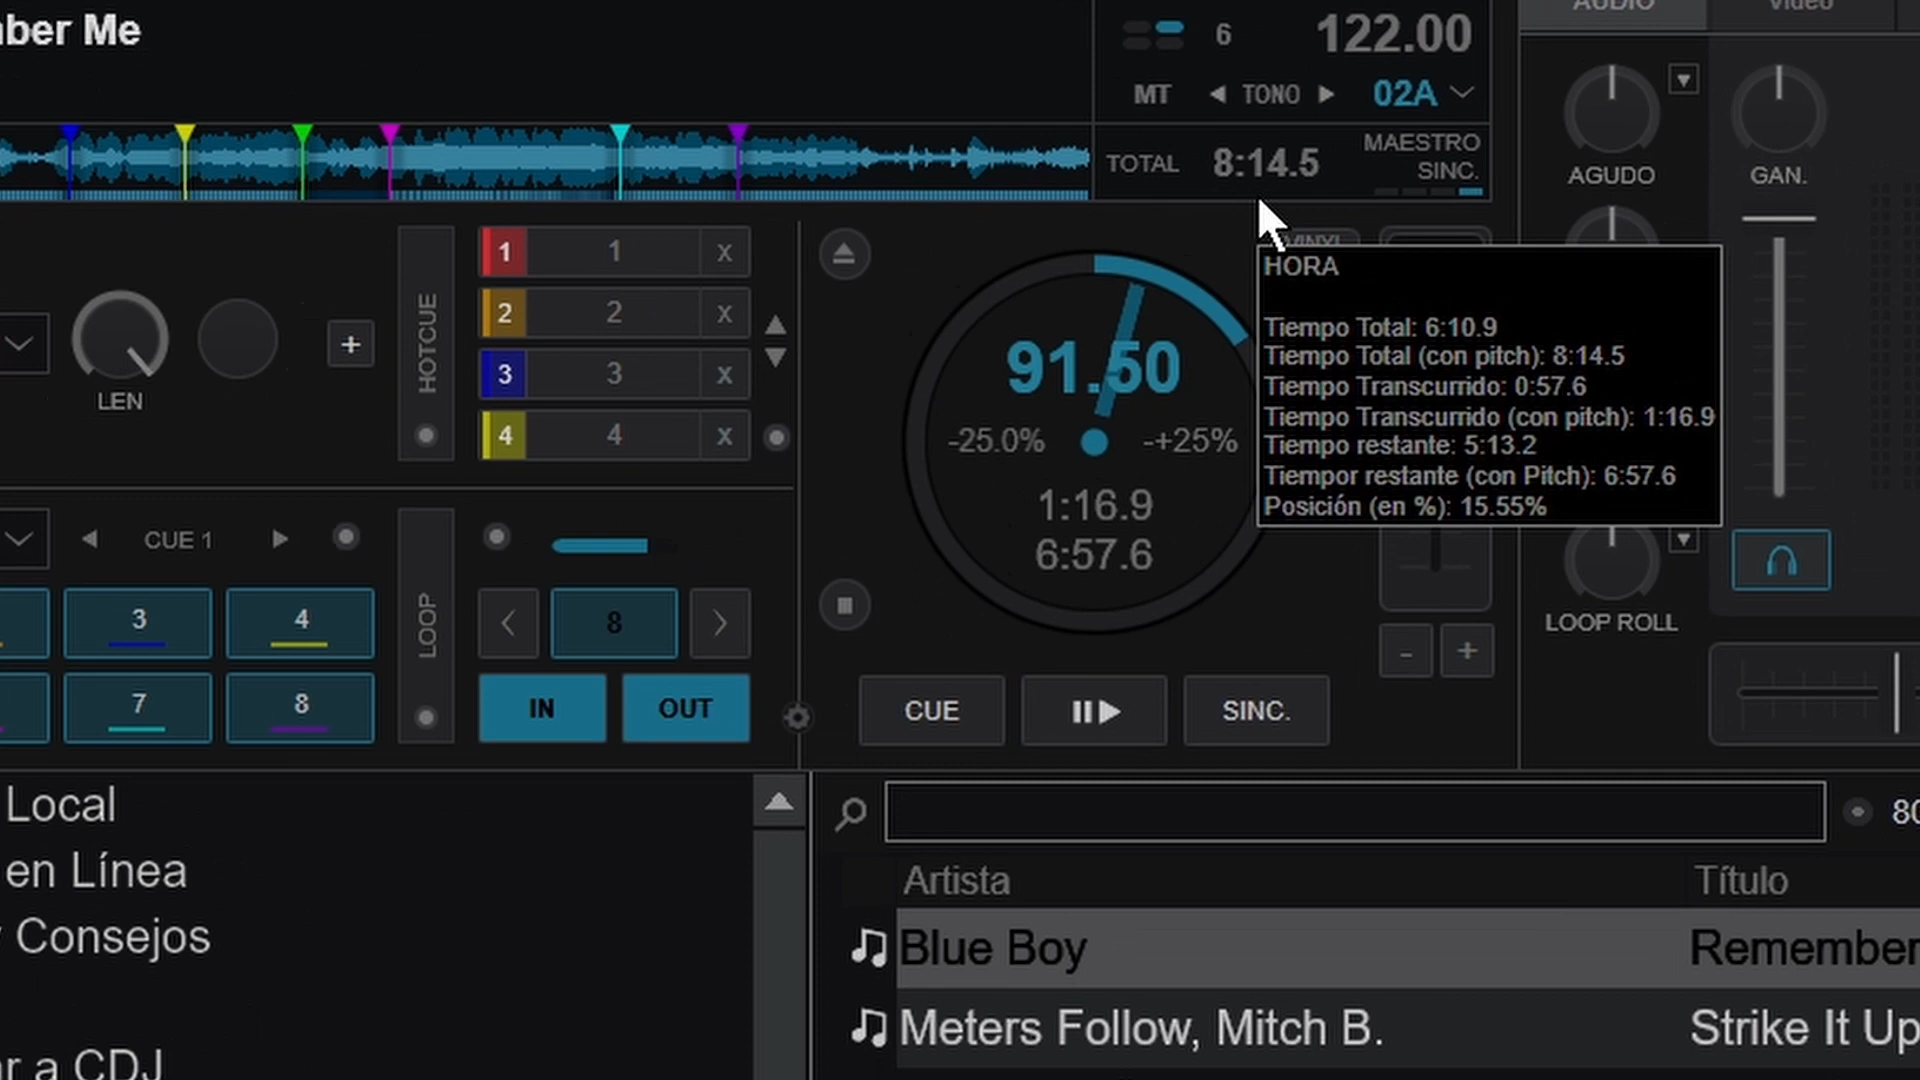 ber Me
6
122.00
MT
TONO
02A
TOTAL
8:14.5
MAESTRO
SINC.
AUDIO
Video
AGUDO
GAN.
VINYL
HORA
Tiempo Total: 6:10.9
Tiempo Total (con pitch): 8:14.5
Tiempo Transcurrido: 0:57.6
Tiempo Transcurrido (con pitch): 1:16.9
Tiempo restante: 5:13.2
Tiempor restante (con Pitch): 6:57.6
Posición (en %): 15.55%
HOTCUE
1
1
x
2
2
x
3
3
x
4
4
x
+
LEN
91.50
-25.0%
-+25%
1:16.9
6:57.6
LOOP ROLL
CUE 1
3
4
7
8
LOOP
8
IN
OUT
CUE
SINC.
-
+
Local
en Línea
Consejos
r a CDJ
80
Artista
Título
Blue Boy
Remember
Meters Follow, Mitch B.
Strike It Up